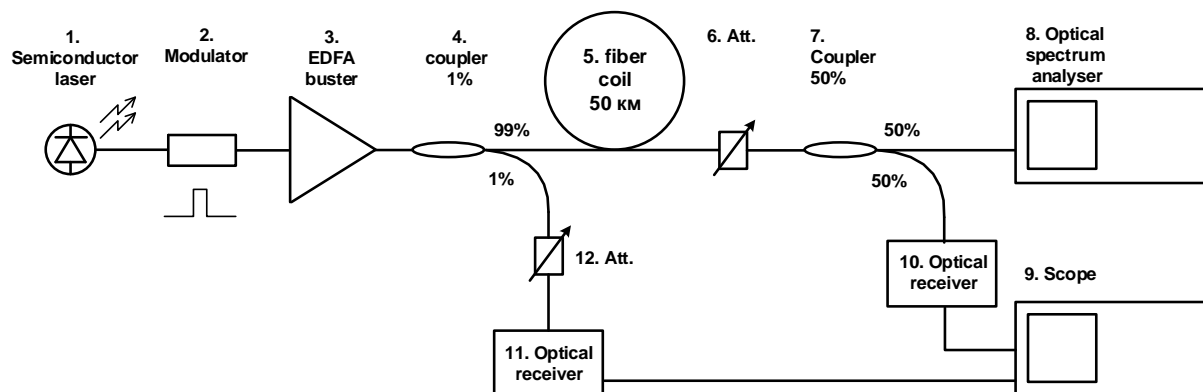 1.
Semiconductor
laser
2.
Modulator
3.
EDFA
buster
4.
coupler
1%
5. fiber
coil
50 км
6. Att.
7.
Coupler
50%
8. Optical
spectrum
analyser
99%
1%
50%
50%
12. Att.
10. Optical
receiver
9. Scope
11. Optical
receiver